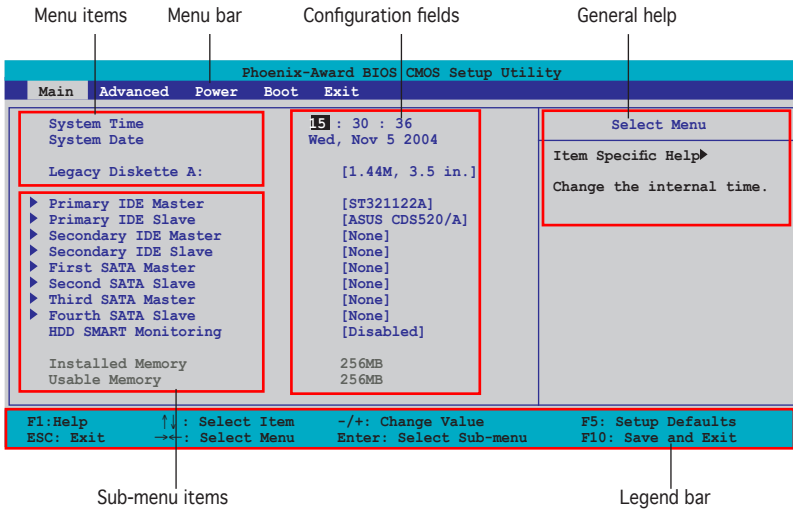 Menu items Menu bar Configuration fields General help
Phoenix-Award BIOS CMOS Setup Utility
Main Advanced Power Boot Exit
System Time 15 : 30 : 36 Select Menu
System Date Wed, Nov 5 2004
Item Specific Help▶
Legacy Diskette A: [1.44M, 3.5 in.]
Change the internal time.
▶ Primary IDE Master [ST321122A]
▶ Primary IDE Slave [ASUS CDS520/A]
▶ Secondary IDE Master [None]
▶ Secondary IDE Slave [None]
▶ First SATA Master [None]
▶ Second SATA Slave [None]
▶ Third SATA Master [None]
▶ Fourth SATA Slave [None]
HDD SMART Monitoring [Disabled]
Installed Memory 256MB
Usable Memory 256MB
F1:Help ↑↓ : Select Item -/+: Change Value F5: Setup Defaults
ESC: Exit →←: Select Menu Enter: Select Sub-menu F10: Save and Exit
Sub-menu items Legend bar